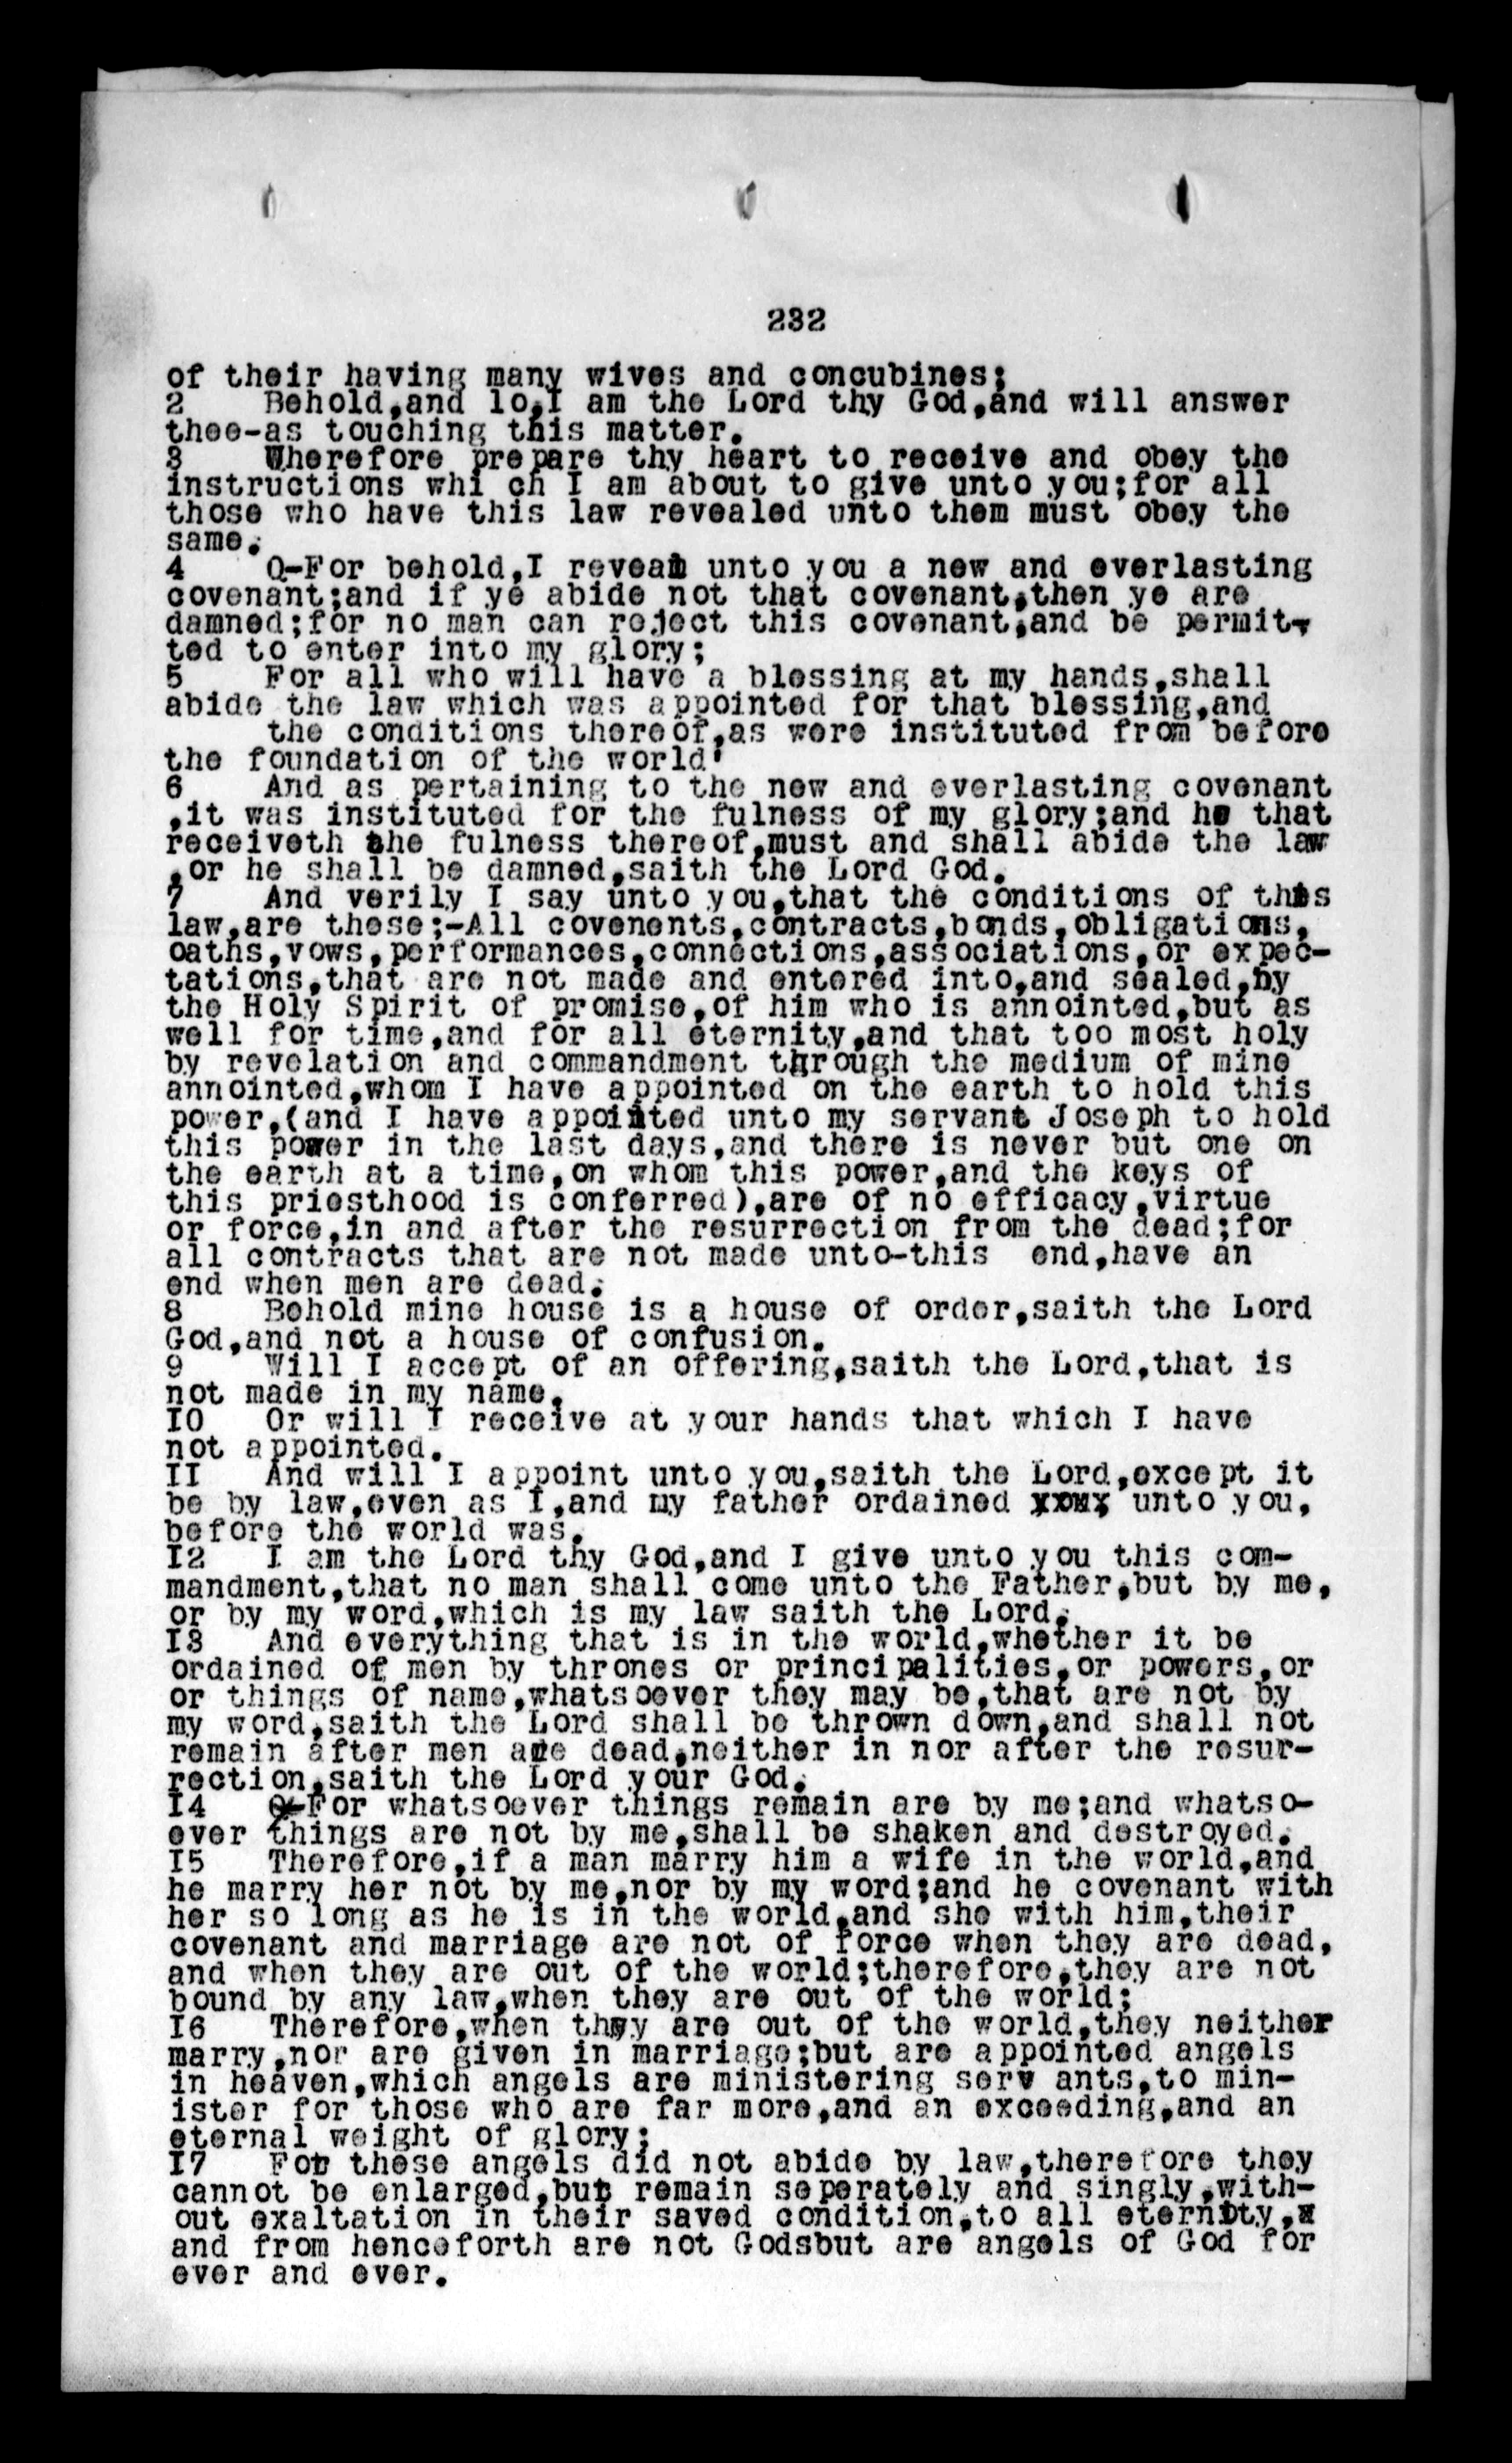 232
of their having many wives and concubines;
2    Behold,and lo,I am the Lord thy God,and will answer
thee-as touching this matter.
3    Wherefore prepare thy heart to receive and obey the
instructions whi ch I am about to give unto you;for all
those who have this law revealed unto them must obey the
same.
4    Q-For behold,I reveal unto you a new and everlasting
covenant;and if ye abide not that covenant,then ye are
damned;for no man can reject this covenant,and be permit-
ted to enter into my glory;
5    For all who will have a blessing at my hands,shall
abide the law which was appointed for that blessing,and
     the conditions thereof,as were instituted from before
the foundation of the world'
6    And as pertaining to the new and everlasting covenant
,it was instituted for the fulness of my glory;and he that
receiveth the fulness thereof,must and shall abide the law
,or he shall be damned,saith the Lord God.
7    And verily I say unto you,that the conditions of this
law,are these;-All covenents,contracts,bonds,obligations,
oaths,vows,performances,connections,associations,or expec-
tations,that are not made and entered into,and sealed,by
the Holy Spirit of promise,of him who is annointed,but as
well for time,and for all eternity,and that too most holy
by revelation and commandment through the medium of mine
annointed,whom I have appointed on the earth to hold this
power,(and I have appointed unto my servant Joseph to hold
this power in the last days,and there is never but one on
the earth at a time,on whom this power,and the keys of
this priesthood is conferred),are of no efficacy,virtue
or force,in and after the resurrection from the dead;for
all contracts that are not made unto-this  end,have an
end when men are dead.
8    Behold mine house is a house of order,saith the Lord
God,and not a house of confusion.
9    Will I accept of an offering,saith the Lord,that is
not made in my name.
IO   Or will I receive at your hands that which I have
not appointed.
II   And will I appoint unto you,saith the Lord,except it
be by law,even as I,and my father ordained xxxx unto you,
before the world was.
I2   I am the Lord thy God,and I give unto you this com-
mandment,that no man shall come unto the Father,but by me,
or by my word,which is my law saith the Lord.
I3   And everything that is in the world,whether it be
ordained of men by thrones or principalities,or powers,or
or things of name,whatsoever they may be,that are not by
my word,saith the Lord shall be thrown down,and shall not
remain after men are dead,neither in nor after the resur-
rection,saith the Lord your God.
I4   Q-For whatsoever things remain are by me;and whatso-
ever things are not by me,shall be shaken and destroyed.
I5   Therefore,if a man marry him a wife in the world,and
he marry her not by me,nor by my word;and he covenant with
her so long as he is in the world,and she with him,their
covenant and marriage are not of force when they are dead,
and when they are out of the world;therefore,they are not
bound by any law,when they are out of the world;
I6   Therefore,when they are out of the world,they neither
marry,nor are given in marriage;but are appointed angels
in heaven,which angels are ministering serv ants,to min-
ister for those who are far more,and an exceeding,and an
eternal weight of glory;
I7   For these angels did not abide by law,therefore they
cannot be enlarged,but remain seperately and singly,with-
out exaltation in their saved condition,to all eternity,x
and from henceforth are not Godsbut are angels of God for
ever and ever.